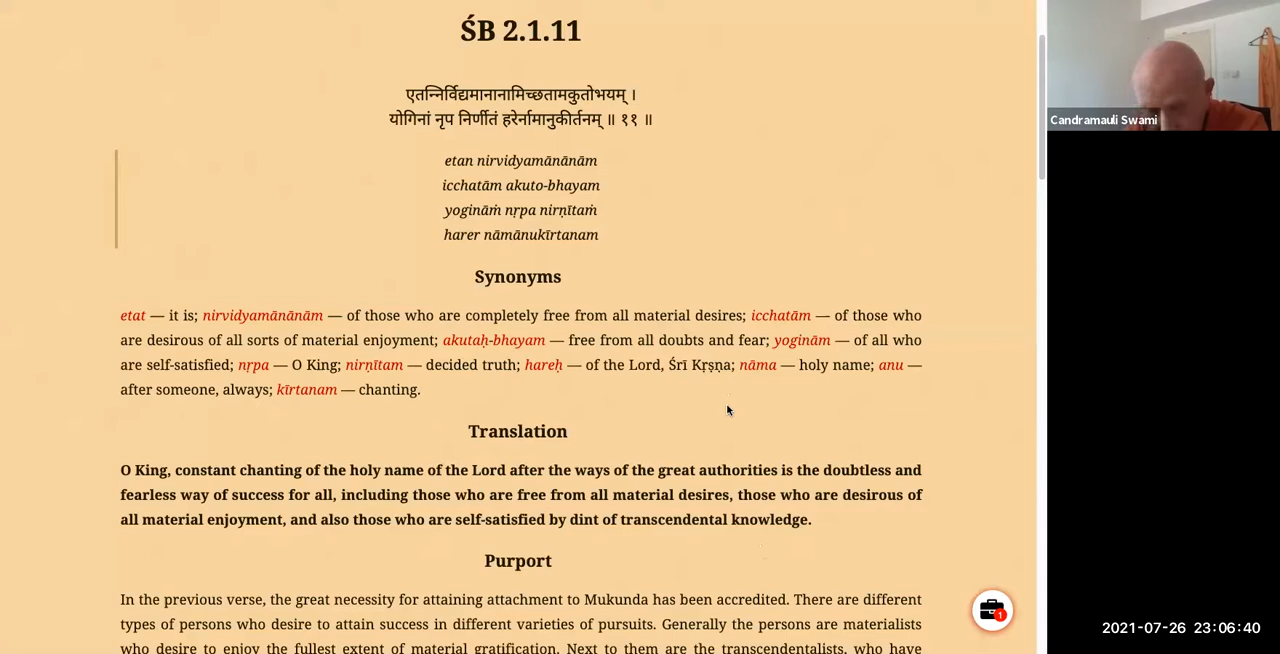 ŚB 2.1.11
एतन्निर्विद्यमानानामिच्छतामकुतोभयम् ।
योगिनां नृप निर्णीतं हरेर्नामानुकीर्तनम् ॥ ११ ॥
etan nirvidyamānānām
icchatām akuto-bhayam
yogināṁ nṛpa nirṇītaṁ
harer nāmānukīrtanam
Synonyms
etat — it is; nirvidyamānānām — of those who are completely free from all material desires; icchatām — of those who
are desirous of all sorts of material enjoyment; akutaḥ-bhayam — free from all doubts and fear; yoginām — of all who
are self-satisfied; nṛpa — O King; nirṇītam — decided truth; hareḥ — of the Lord, Śrī Kṛṣṇa; nāma — holy name; anu —
after someone, always; kīrtanam — chanting.
Translation
O King, constant chanting of the holy name of the Lord after the ways of the great authorities is the doubtless and
fearless way of success for all, including those who are free from all material desires, those who are desirous of
all material enjoyment, and also those who are self-satisfied by dint of transcendental knowledge.
Purport
In the previous verse, the great necessity for attaining attachment to Mukunda has been accredited. There are different
types of persons who desire to attain success in different varieties of pursuits. Generally the persons are materialists
who desire to enjoy the fullest extent of material gratification. Next to them are the transcendentalists, who have
1
Candramauli Swami
2021-07-26 23:06:40